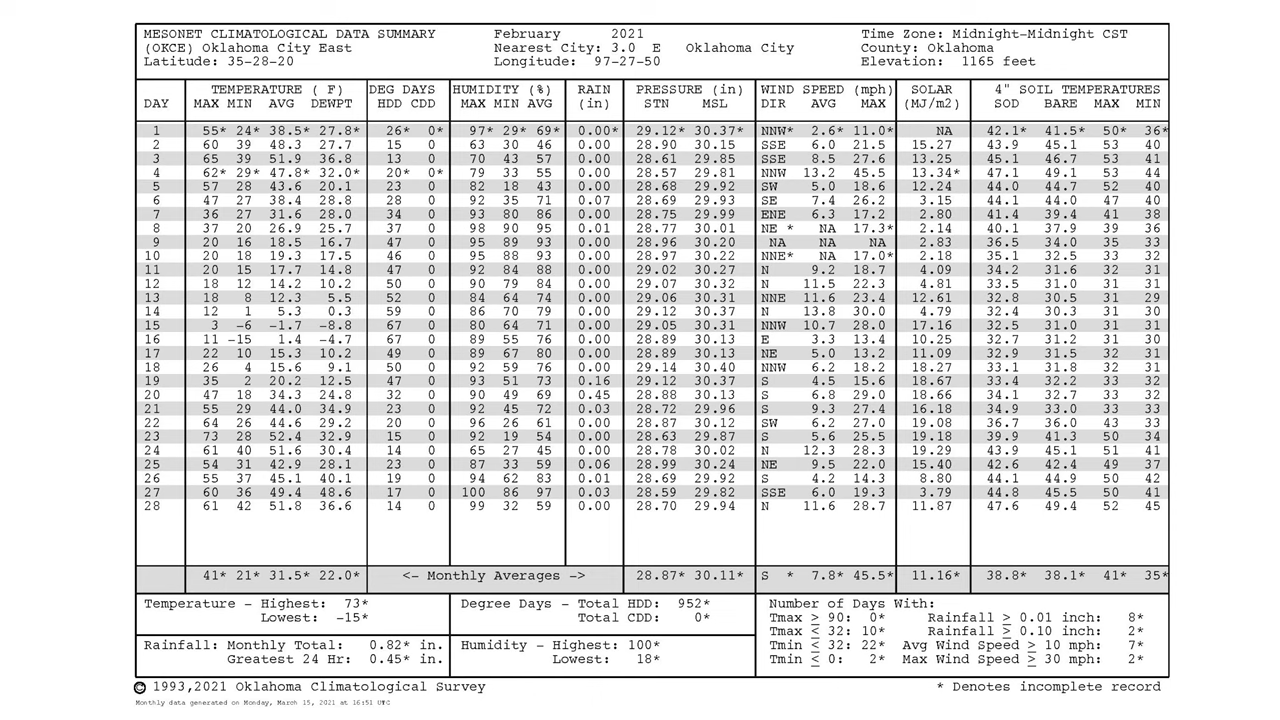 MESONET CLIMATOLOGICAL DATA SUMMARY February 2021 Time Zone: Midnight-Midnight CST
(OKCE) Oklahoma City East Nearest City: 3.0 E Oklahoma City County: Oklahoma
Latitude: 35-28-20 Longitude: 97-27-50 Elevation: 1165 feet
TEMPERATURE ( F) DEG DAYS HUMIDITY (%) RAIN PRESSURE (in) WIND SPEED (mph) SOLAR 4" SOIL TEMPERATURES
DAY MAX MIN AVG DEWPT HDD CDD MAX MIN AVG (in) STN MSL DIR AVG MAX (MJ/m2) SOD BARE MAX MIN
1 55* 24* 38.5* 27.8* 26* 0* 97* 29* 69* 0.00* 29.12* 30.37* NNW* 2.6* 11.0* NA 42.1* 41.5* 50* 36*
2 60 39 48.3 27.7 15 0 63 30 46 0.00 28.90 30.15 SSE 6.0 21.5 15.27 43.9 45.1 53 40
3 65 39 51.9 36.8 13 0 70 43 57 0.00 28.61 29.85 SSE 8.5 27.6 13.25 45.1 46.7 53 41
4 62* 29* 47.8* 32.0* 20* 0* 79 33 55 0.00 28.57 29.81 NNW 13.2 45.5 13.34* 47.1 49.1 53 44
5 57 28 43.6 20.1 23 0 82 18 43 0.00 28.68 29.92 SW 5.0 18.6 12.24 44.0 44.7 52 40
6 47 27 38.4 28.8 28 0 92 35 71 0.07 28.69 29.93 SE 7.4 26.2 3.15 44.1 44.0 47 40
7 36 27 31.6 28.0 34 0 93 80 86 0.00 28.75 29.99 ENE 6.3 17.2 2.80 41.4 39.4 41 38
8 37 20 26.9 25.7 37 0 98 90 95 0.01 28.77 30.01 NE * NA 17.3* 2.14 40.1 37.9 39 36
9 20 16 18.5 16.7 47 0 95 89 93 0.00 28.96 30.20 NA NA NA 2.83 36.5 34.0 35 33
10 20 18 19.3 17.5 46 0 95 88 93 0.00 28.97 30.22 NNE* NA 17.0* 2.18 35.1 32.5 33 32
11 20 15 17.7 14.8 47 0 92 84 88 0.00 29.02 30.27 N 9.2 18.7 4.09 34.2 31.6 32 31
12 18 12 14.2 10.2 50 0 90 79 84 0.00 29.07 30.32 N 11.5 22.3 4.81 33.5 31.0 31 31
13 18 8 12.3 5.5 52 0 84 64 74 0.00 29.06 30.31 NNE 11.6 23.4 12.61 32.8 30.5 31 29
14 12 1 5.3 0.3 59 0 86 70 79 0.00 29.12 30.37 N 13.8 30.0 4.79 32.4 30.3 31 30
15 3 -6 -1.7 -8.8 67 0 80 64 71 0.00 29.05 30.31 NNW 10.7 28.0 17.16 32.5 31.0 31 31
16 11 -15 1.4 -4.7 67 0 89 55 76 0.00 28.89 30.13 E 3.3 13.4 10.25 32.7 31.2 31 30
17 22 10 15.3 10.2 49 0 89 67 80 0.00 28.89 30.13 NE 5.0 13.2 11.09 32.9 31.5 32 31
18 26 4 15.6 9.1 50 0 92 59 76 0.00 29.14 30.40 NNW 6.2 18.2 18.27 33.1 31.8 32 31
19 35 2 20.2 12.5 47 0 93 51 73 0.16 29.12 30.37 S 4.5 15.6 18.67 33.4 32.2 33 32
20 47 18 34.3 24.8 32 0 90 49 69 0.45 28.88 30.13 S 6.8 29.0 18.66 34.1 32.7 33 32
21 55 29 44.0 34.9 23 0 92 45 72 0.03 28.72 29.96 S 9.3 27.4 16.18 34.9 33.0 33 33
22 64 26 44.6 29.2 20 0 96 26 61 0.00 28.87 30.12 SW 6.2 27.0 19.08 36.7 36.0 43 33
23 73 28 52.4 32.9 15 0 92 19 54 0.00 28.63 29.87 S 5.6 25.5 19.18 39.9 41.3 50 34
24 61 40 51.6 30.4 14 0 65 27 45 0.00 28.78 30.02 N 12.3 28.3 19.29 43.9 45.1 51 41
25 54 31 42.9 28.1 23 0 87 33 59 0.06 28.99 30.24 NE 9.5 22.0 15.40 42.6 42.4 49 37
26 55 37 45.1 40.1 19 0 94 62 83 0.01 28.69 29.92 S 4.2 14.3 8.80 44.1 44.9 50 42
27 60 36 49.4 48.6 17 0 100 86 97 0.03 28.59 29.82 SSE 6.0 19.3 3.79 44.8 45.5 50 41
28 61 42 51.8 36.6 14 0 99 32 59 0.00 28.70 29.94 N 11.6 28.7 11.87 47.6 49.4 52 45
41* 21* 31.5* 22.0* <- Monthly Averages -> 28.87* 30.11* S * 7.8* 45.5* 11.16* 38.8* 38.1* 41* 35*
Temperature - Highest: 73* Degree Days - Total HDD: 952* Number of Days With:
Lowest: -15* Total CDD: 0* Tmax ≥ 90: 0* Rainfall ≥ 0.01 inch: 8*
Tmax ≤ 32: 10* Rainfall ≥ 0.10 inch: 2*
Rainfall: Monthly Total: 0.82* in. Humidity - Highest: 100* Tmin ≤ 32: 22* Avg Wind Speed ≥ 10 mph: 7*
Greatest 24 Hr: 0.45* in. Lowest: 18* Tmin ≤ 0: 2* Max Wind Speed ≥ 30 mph: 2*
© 1993,2021 Oklahoma Climatological Survey * Denotes incomplete record
Monthly data generated on Monday, March 15, 2021 at 16:51 UTC